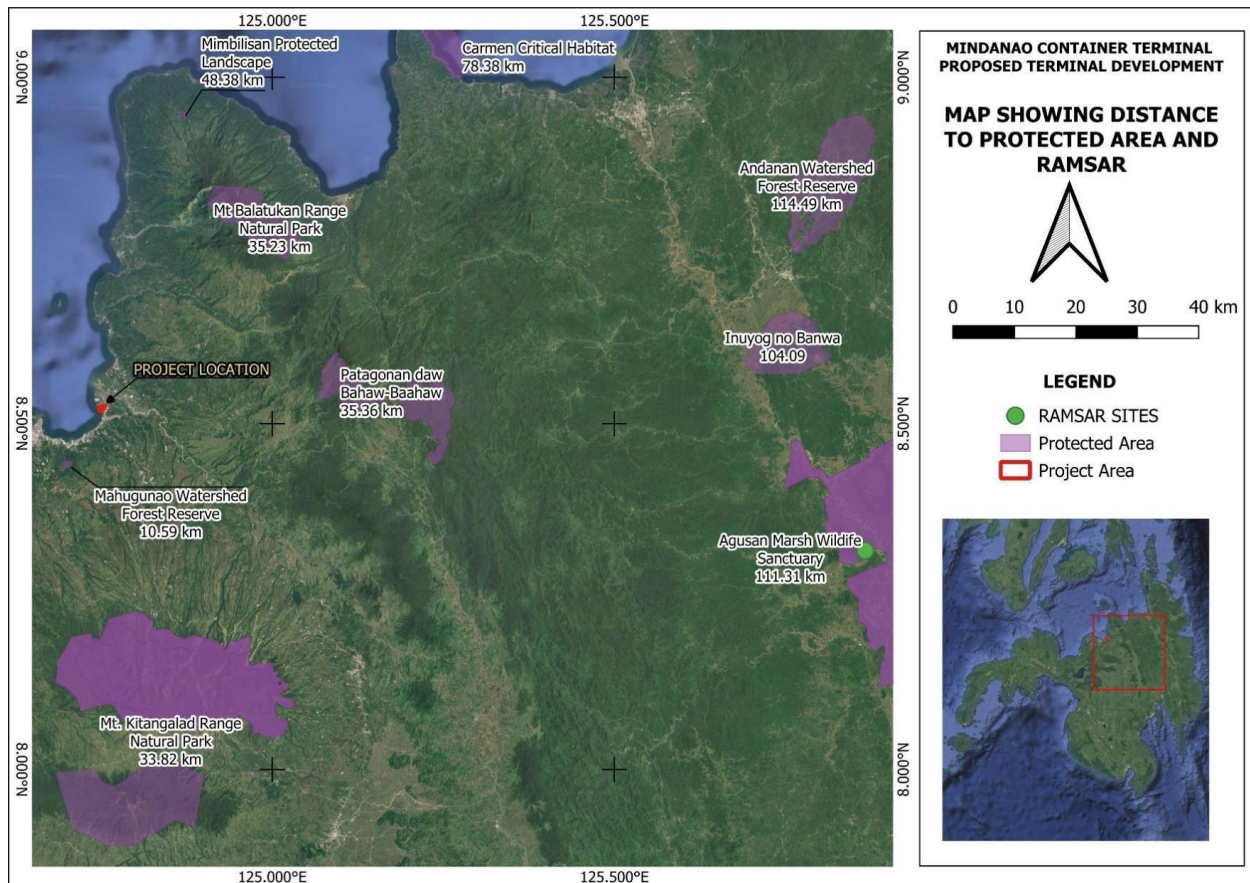 125.000°E
125.500°E
9.000°N
9.000°N
Mimbilisan Protected
Landscape
48.38 km
Carmen Critical Habitat
78.38 km
Andanan Watershed
Forest Reserve
114.49 km
Mt Balatukan Range
Natural Park
35.23 km
Inuyog no Banwa
104.09
PROJECT LOCATION
Patagonan daw
Bahaw-Baahaw
35.36 km
8.500°N
8.500°N
Mahugunao Watershed
Forest Reserve
10.59 km
Agusan Marsh Wildife
Sanctuary
111.31 km
Mt. Kitangalad Range
Natural Park
33.82 km
8.000°N
8.000°N
125.000°E
125.500°E
MINDANAO CONTAINER TERMINAL
PROPOSED TERMINAL DEVELOPMENT
MAP SHOWING DISTANCE
TO PROTECTED AREA AND
RAMSAR
0 10 20 30 40 km
LEGEND
RAMSAR SITES
Protected Area
Project Area